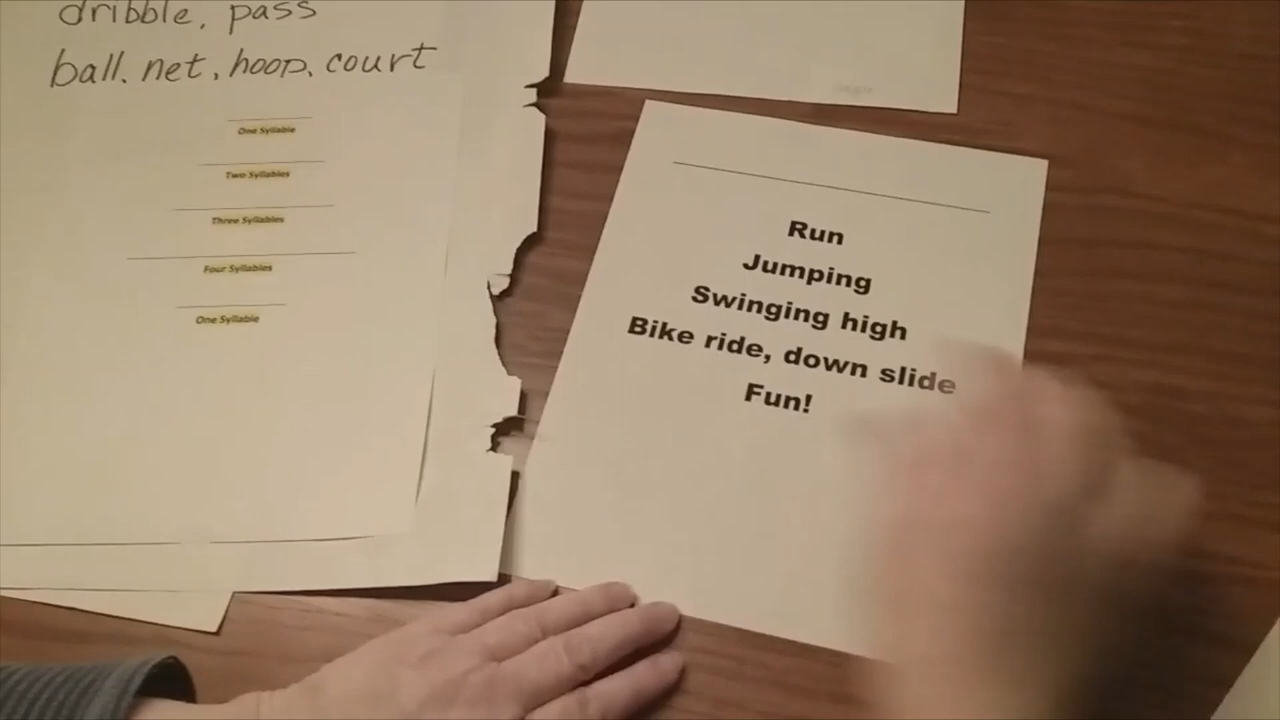 dribble, pass
ball. net, hoop, court
One Syllable
Two Syllables
Three Syllables
Four Syllables
One Syllable
Run
Jumping
Swinging high
Bike ride, down slide
Fun!